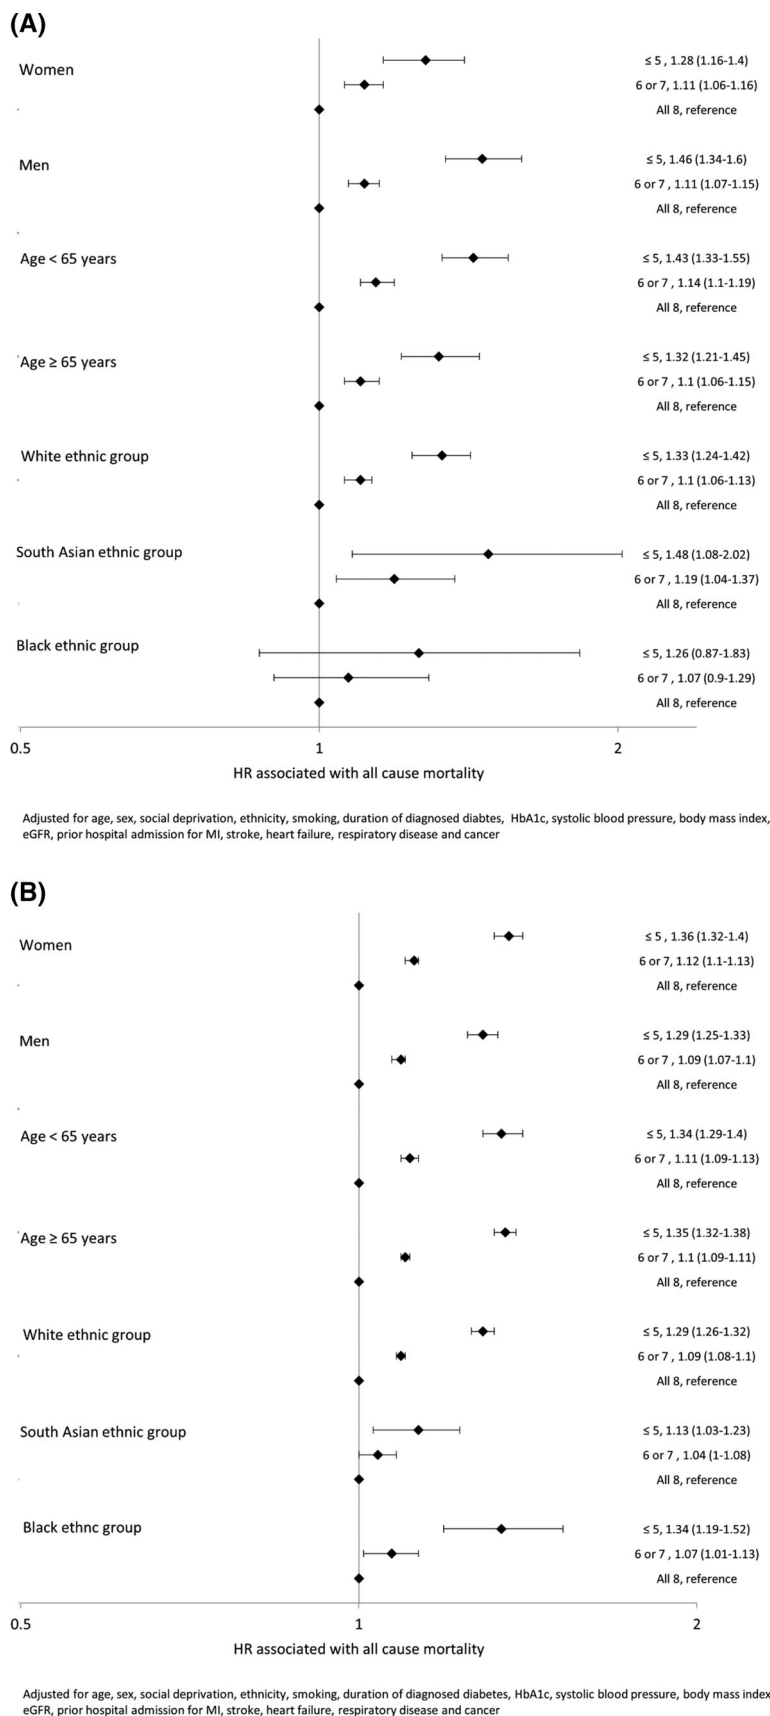 (A)
Women
≤ 5 , 1.28 (1.16-1.4)
6 or 7, 1.11 (1.06-1.16)
All 8, reference
Men
≤ 5, 1.46 (1.34-1.6)
6 or 7 , 1.11 (1.07-1.15)
All 8, reference
Age < 65 years
≤ 5, 1.43 (1.33-1.55)
6 or 7 , 1.14 (1.1-1.19)
All 8, reference
Age ≥ 65 years
≤ 5, 1.32 (1.21-1.45)
6 or 7 , 1.1 (1.06-1.15)
All 8, reference
White ethnic group
≤ 5, 1.33 (1.24-1.42)
6 or 7 , 1.1 (1.06-1.13)
All 8, reference
South Asian ethnic group
≤ 5, 1.48 (1.08-2.02)
6 or 7 , 1.19 (1.04-1.37)
All 8, reference
Black ethnic group
≤ 5, 1.26 (0.87-1.83)
6 or 7 , 1.07 (0.9-1.29)
All 8, reference
0.5 1 2
HR associated with all cause mortality
Adjusted for age, sex, social deprivation, ethnicity, smoking, duration of diagnosed diabtes, HbA1c, systolic blood pressure, body mass index,
eGFR, prior hospital admission for MI, stroke, heart failure, respiratory disease and cancer
(B)
Women
≤ 5 , 1.36 (1.32-1.4)
6 or 7, 1.12 (1.1-1.13)
All 8, reference
Men
≤ 5, 1.29 (1.25-1.33)
6 or 7 , 1.09 (1.07-1.1)
All 8, reference
Age < 65 years
≤ 5, 1.34 (1.29-1.4)
6 or 7 , 1.11 (1.09-1.13)
All 8, reference
Age ≥ 65 years
≤ 5, 1.35 (1.32-1.38)
6 or 7 , 1.1 (1.09-1.11)
All 8, reference
White ethnic group
≤ 5, 1.29 (1.26-1.32)
6 or 7 , 1.09 (1.08-1.1)
All 8, reference
South Asian ethnic group
≤ 5, 1.13 (1.03-1.23)
6 or 7 , 1.04 (1-1.08)
All 8, reference
Black ethnc group
≤ 5, 1.34 (1.19-1.52)
6 or 7 , 1.07 (1.01-1.13)
All 8, reference
0.5 1 2
HR associated with all cause mortality
Adjusted for age, sex, social deprivation, ethnicity, smoking, duration of diagnosed diabetes, HbA1c, systolic blood pressure, body mass index
eGFR, prior hospital admission for MI, stroke, heart failure, respiratory disease and cancer